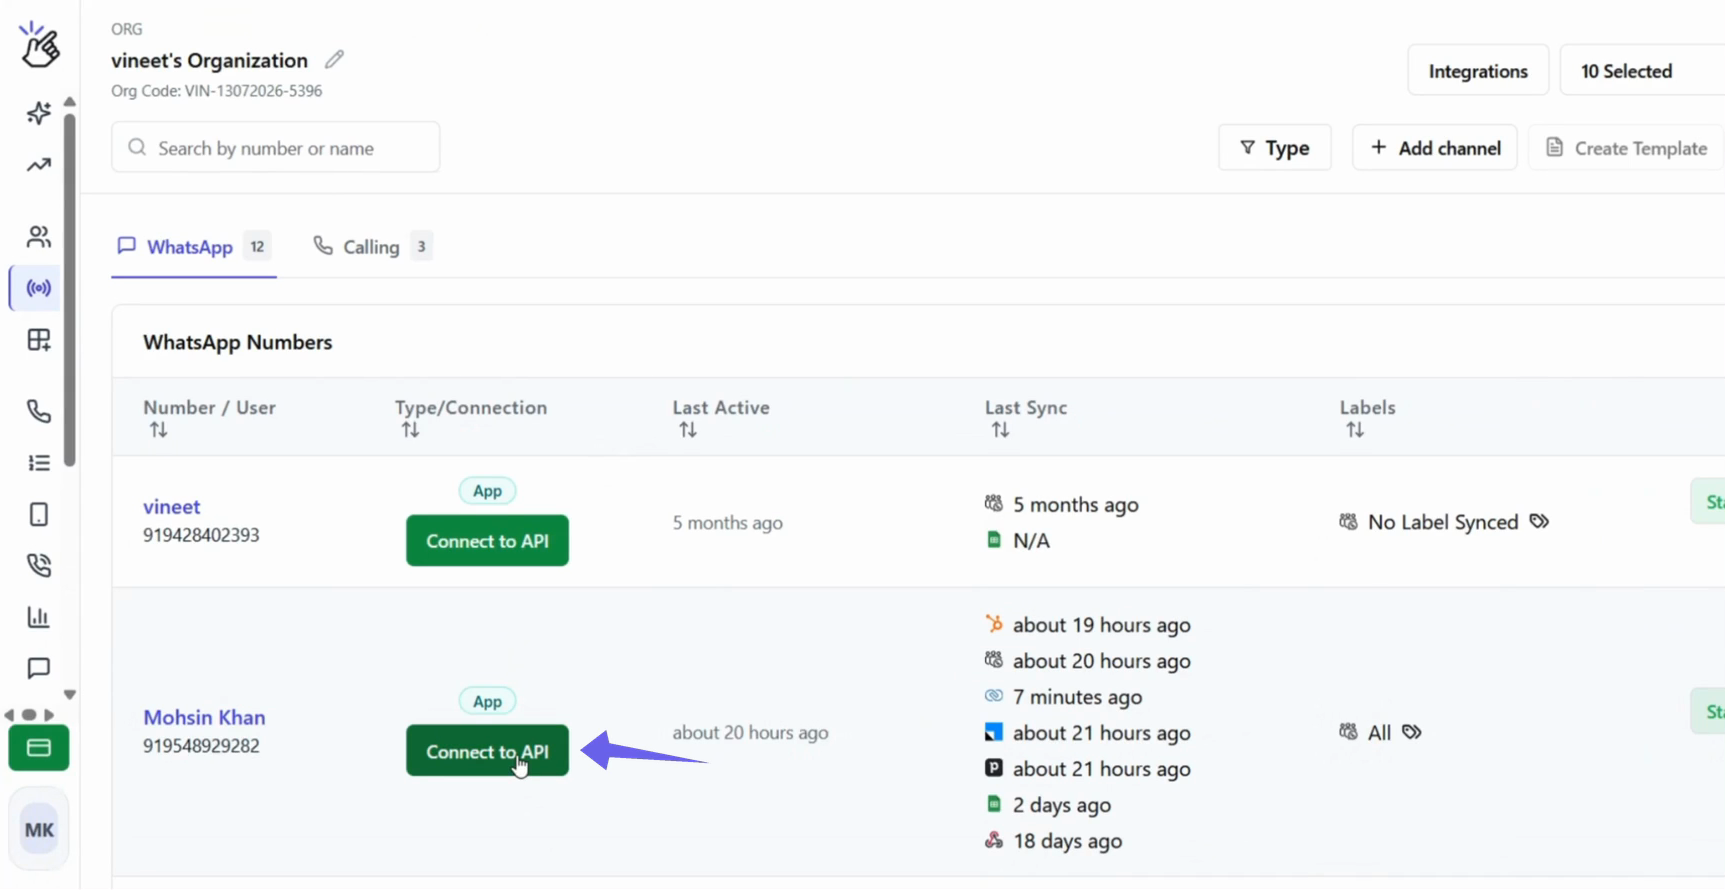 ORG
vineet's Organization
Org Code: VIN-13072026-5396
Integrations
10 Selected
Search by number or name
Type
+ Add channel
Create Template
WhatsApp 12
Calling 3
WhatsApp Numbers
Number / User
Type/Connection
Last Active
Last Sync
Labels
vineet
919428402393
App
Connect to API
5 months ago
5 months ago
N/A
No Label Synced
Sta
Mohsin Khan
919548929282
App
Connect to API
about 20 hours ago
about 19 hours ago
about 20 hours ago
7 minutes ago
about 21 hours ago
about 21 hours ago
2 days ago
18 days ago
All
Sta
MK